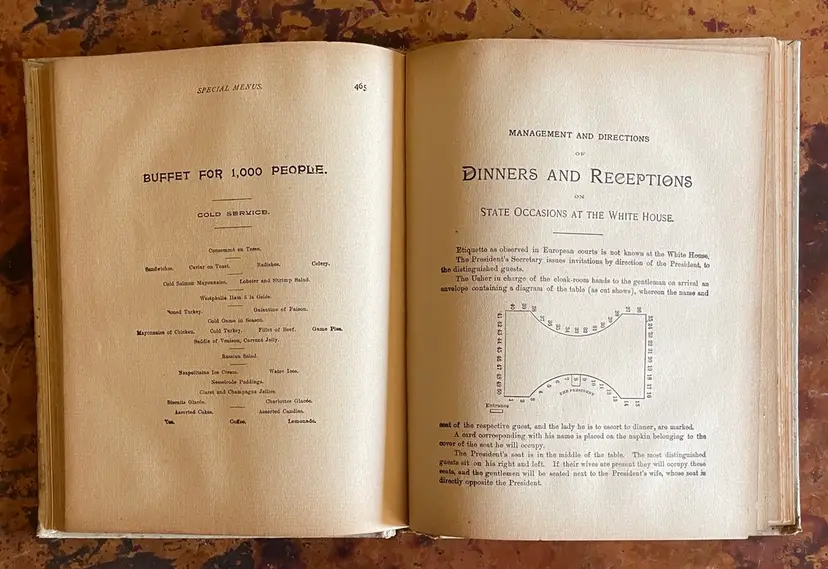 SPECIAL MENUS.
465
BUFFET FOR 1,000 PEOPLE.
COLD SERVICE.
Consommé en Tasse.
Sandwiches. Caviar on Toast. Radishes. Celery.
Cold Salmon Mayonnaise. Lobster and Shrimp Salad.
Westphalia Ham à la Gelée.
Boned Turkey. Galantine of Faison.
Cold Game in Season.
Mayonnaise of Chicken. Cold Turkey. Fillet of Beef. Game Pies.
Saddle of Venison, Currant Jelly.
Russian Salad.
Neapolitaine Ice Cream. Water Ices.
Nesselrode Puddings.
Claret and Champagne Jellies.
Biscuits Glacée. Charlottes Glacée.
Assorted Cakes. Assorted Candies.
Tea. Coffee. Lemonade.
MANAGEMENT AND DIRECTIONS
OF
DINNERS AND RECEPTIONS
ON
STATE OCCASIONS AT THE WHITE HOUSE.
Etiquette as observed in European courts is not known at the White House.
The President's Secretary issues invitations by direction of the President, to
the distinguished guests.
The Usher in charge of the cloak-room hands to the gentleman on arrival an
envelope containing a diagram of the table (as cut shows), whereon the name and
THE PRESIDENT
Entrance
seat of the respective guest, and the lady he is to escort to dinner, are marked.
A card corresponding with his name is placed on the napkin belonging to the
cover of the seat he will occupy.
The President's seat is in the middle of the table. The most distinguished
guests sit on his right and left. If their wives are present they will occupy these
seats, and the gentlemen will be seated next to the President's wife, whose seat is
directly opposite the President.